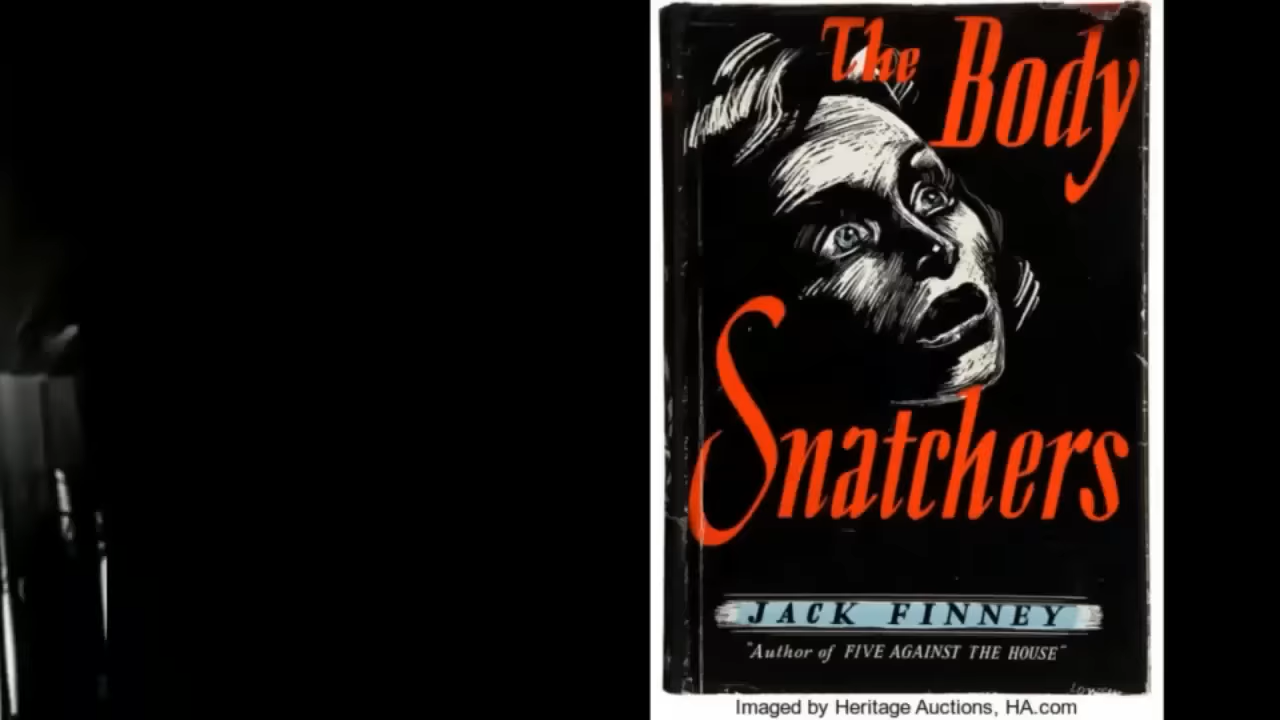 The Body
Snatchers
JACK FINNEY
"Author of FIVE AGAINST THE HOUSE"
Imaged by Heritage Auctions, HA.com